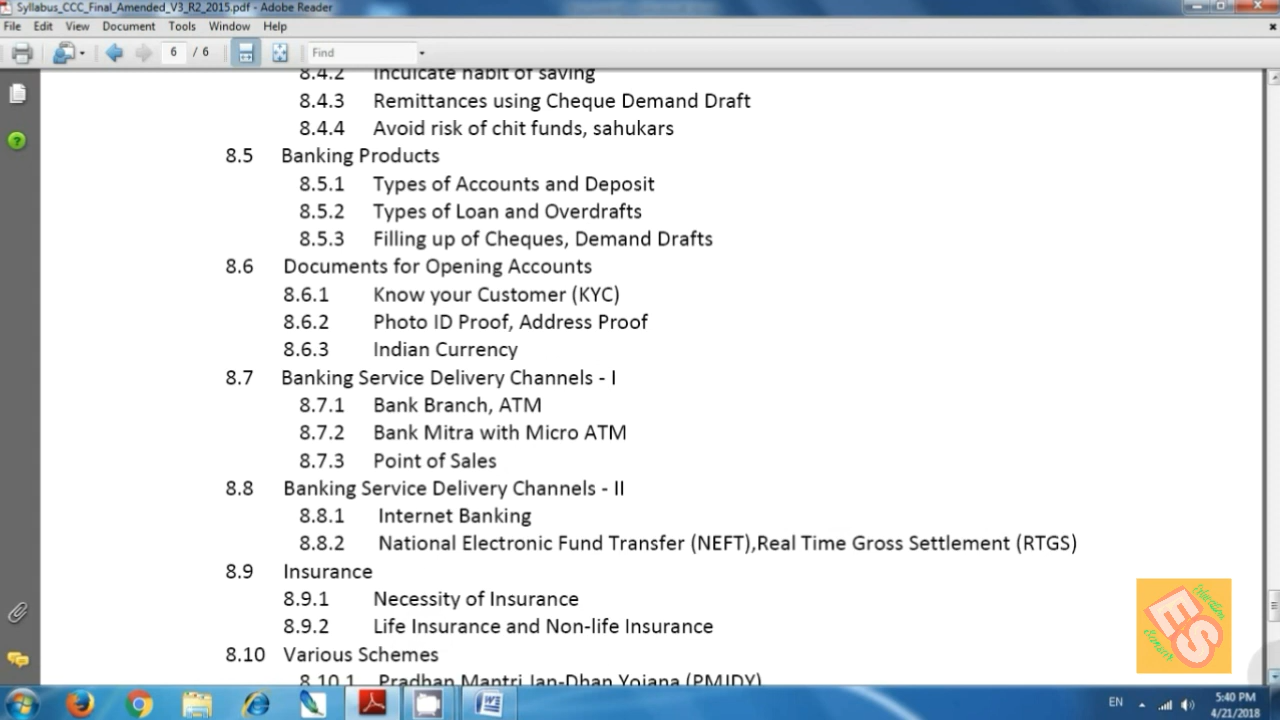 Syllabus_CCC_Final_Amended_V3_R2_2015.pdf - Adobe Reader
File Edit View Document Tools Window Help
6 / 6 Find
8.4.2 Inculcate habit of saving
8.4.3 Remittances using Cheque Demand Draft
8.4.4 Avoid risk of chit funds, sahukars
8.5 Banking Products
8.5.1 Types of Accounts and Deposit
8.5.2 Types of Loan and Overdrafts
8.5.3 Filling up of Cheques, Demand Drafts
8.6 Documents for Opening Accounts
8.6.1 Know your Customer (KYC)
8.6.2 Photo ID Proof, Address Proof
8.6.3 Indian Currency
8.7 Banking Service Delivery Channels - I
8.7.1 Bank Branch, ATM
8.7.2 Bank Mitra with Micro ATM
8.7.3 Point of Sales
8.8 Banking Service Delivery Channels - II
8.8.1 Internet Banking
8.8.2 National Electronic Fund Transfer (NEFT),Real Time Gross Settlement (RTGS)
8.9 Insurance
8.9.1 Necessity of Insurance
8.9.2 Life Insurance and Non-life Insurance
8.10 Various Schemes
8.10.1 Pradhan Mantri Jan-Dhan Yojana (PMJDY)
Education
ES
EN 5:40 PM
4/21/2018